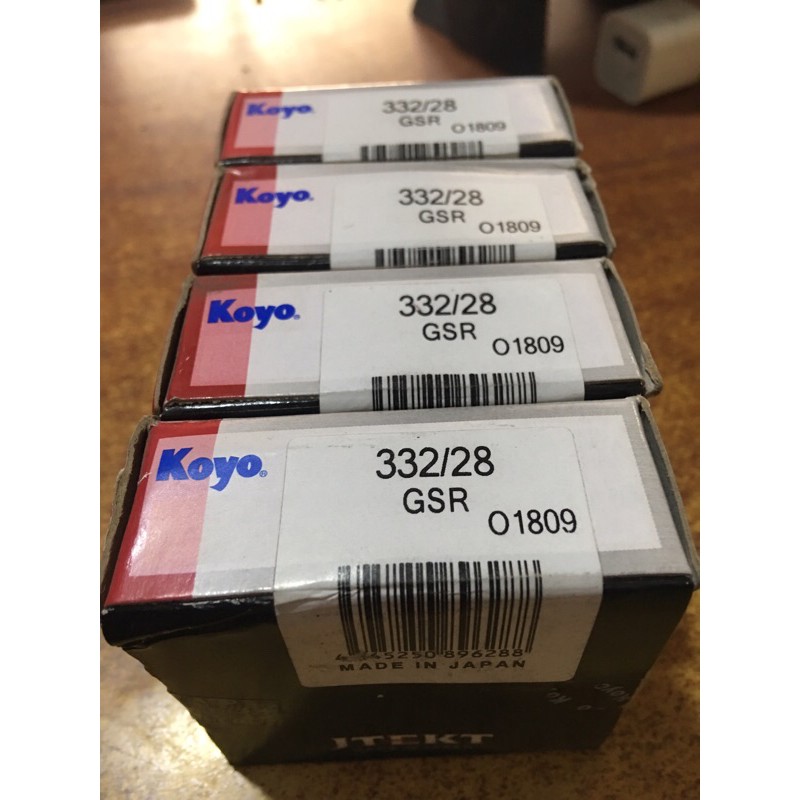 Koyo®
332/28
GSR
O1809
Koyo®
332/28
GSR
O1809
Koyo®
332/28
GSR
O1809
Koyo®
332/28
GSR
O1809
MADE IN JAPAN
JTEKT